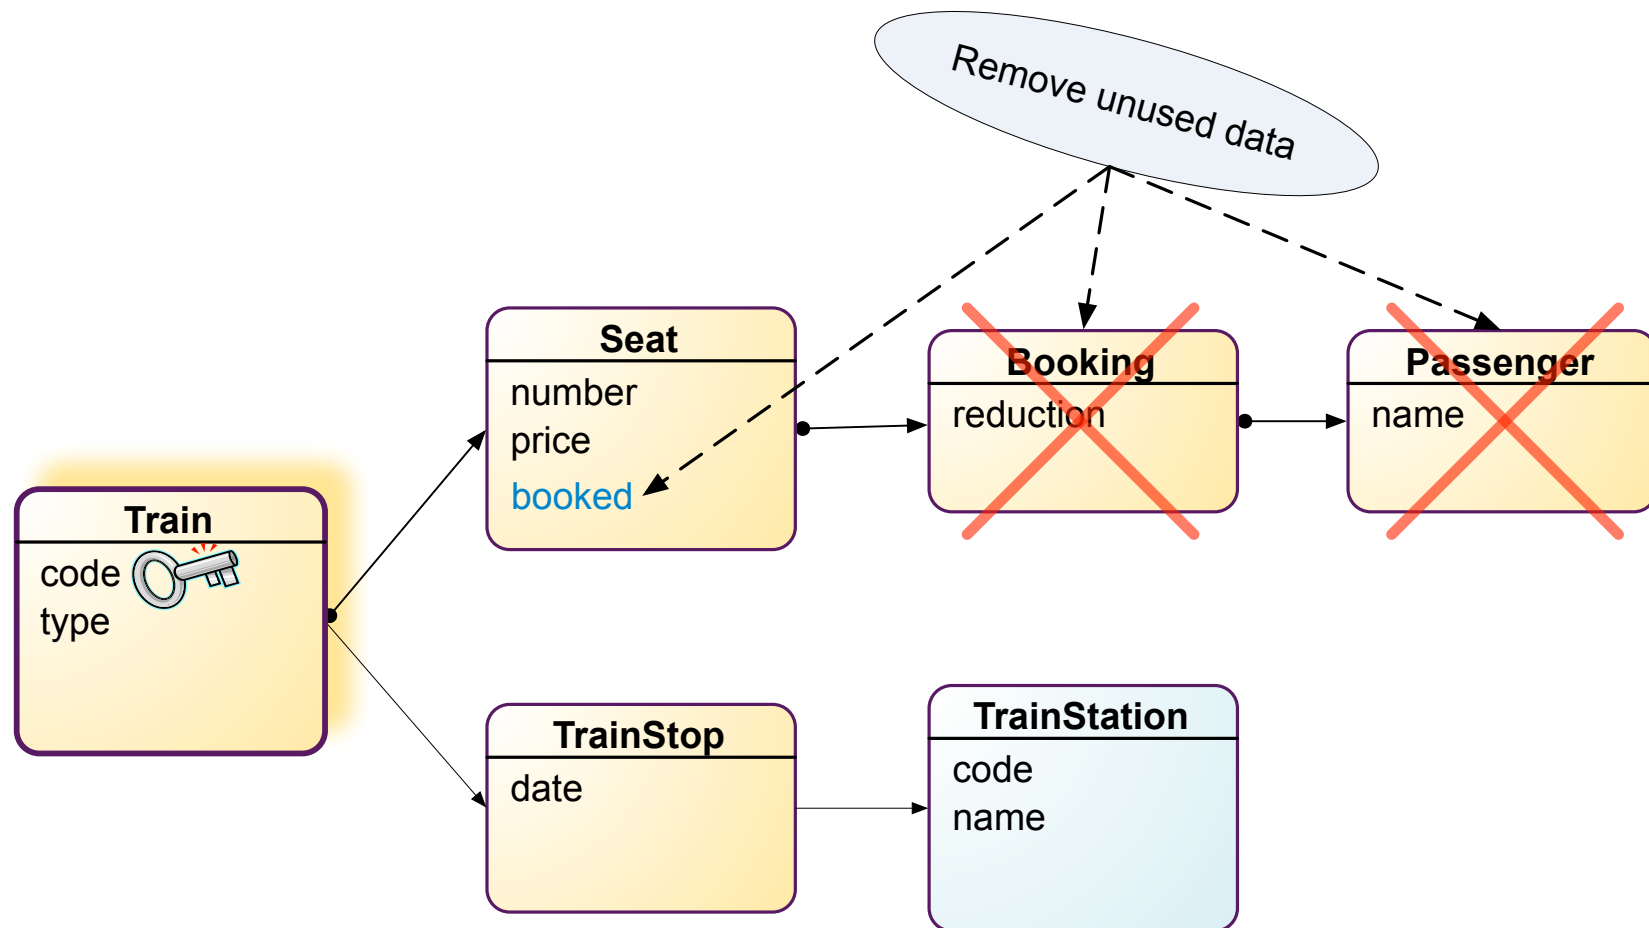 Remove unused data
Seat
number
price
booked
Booking
reduction
Passenger
name
Train
code
type
TrainStop
date
TrainStation
code
name